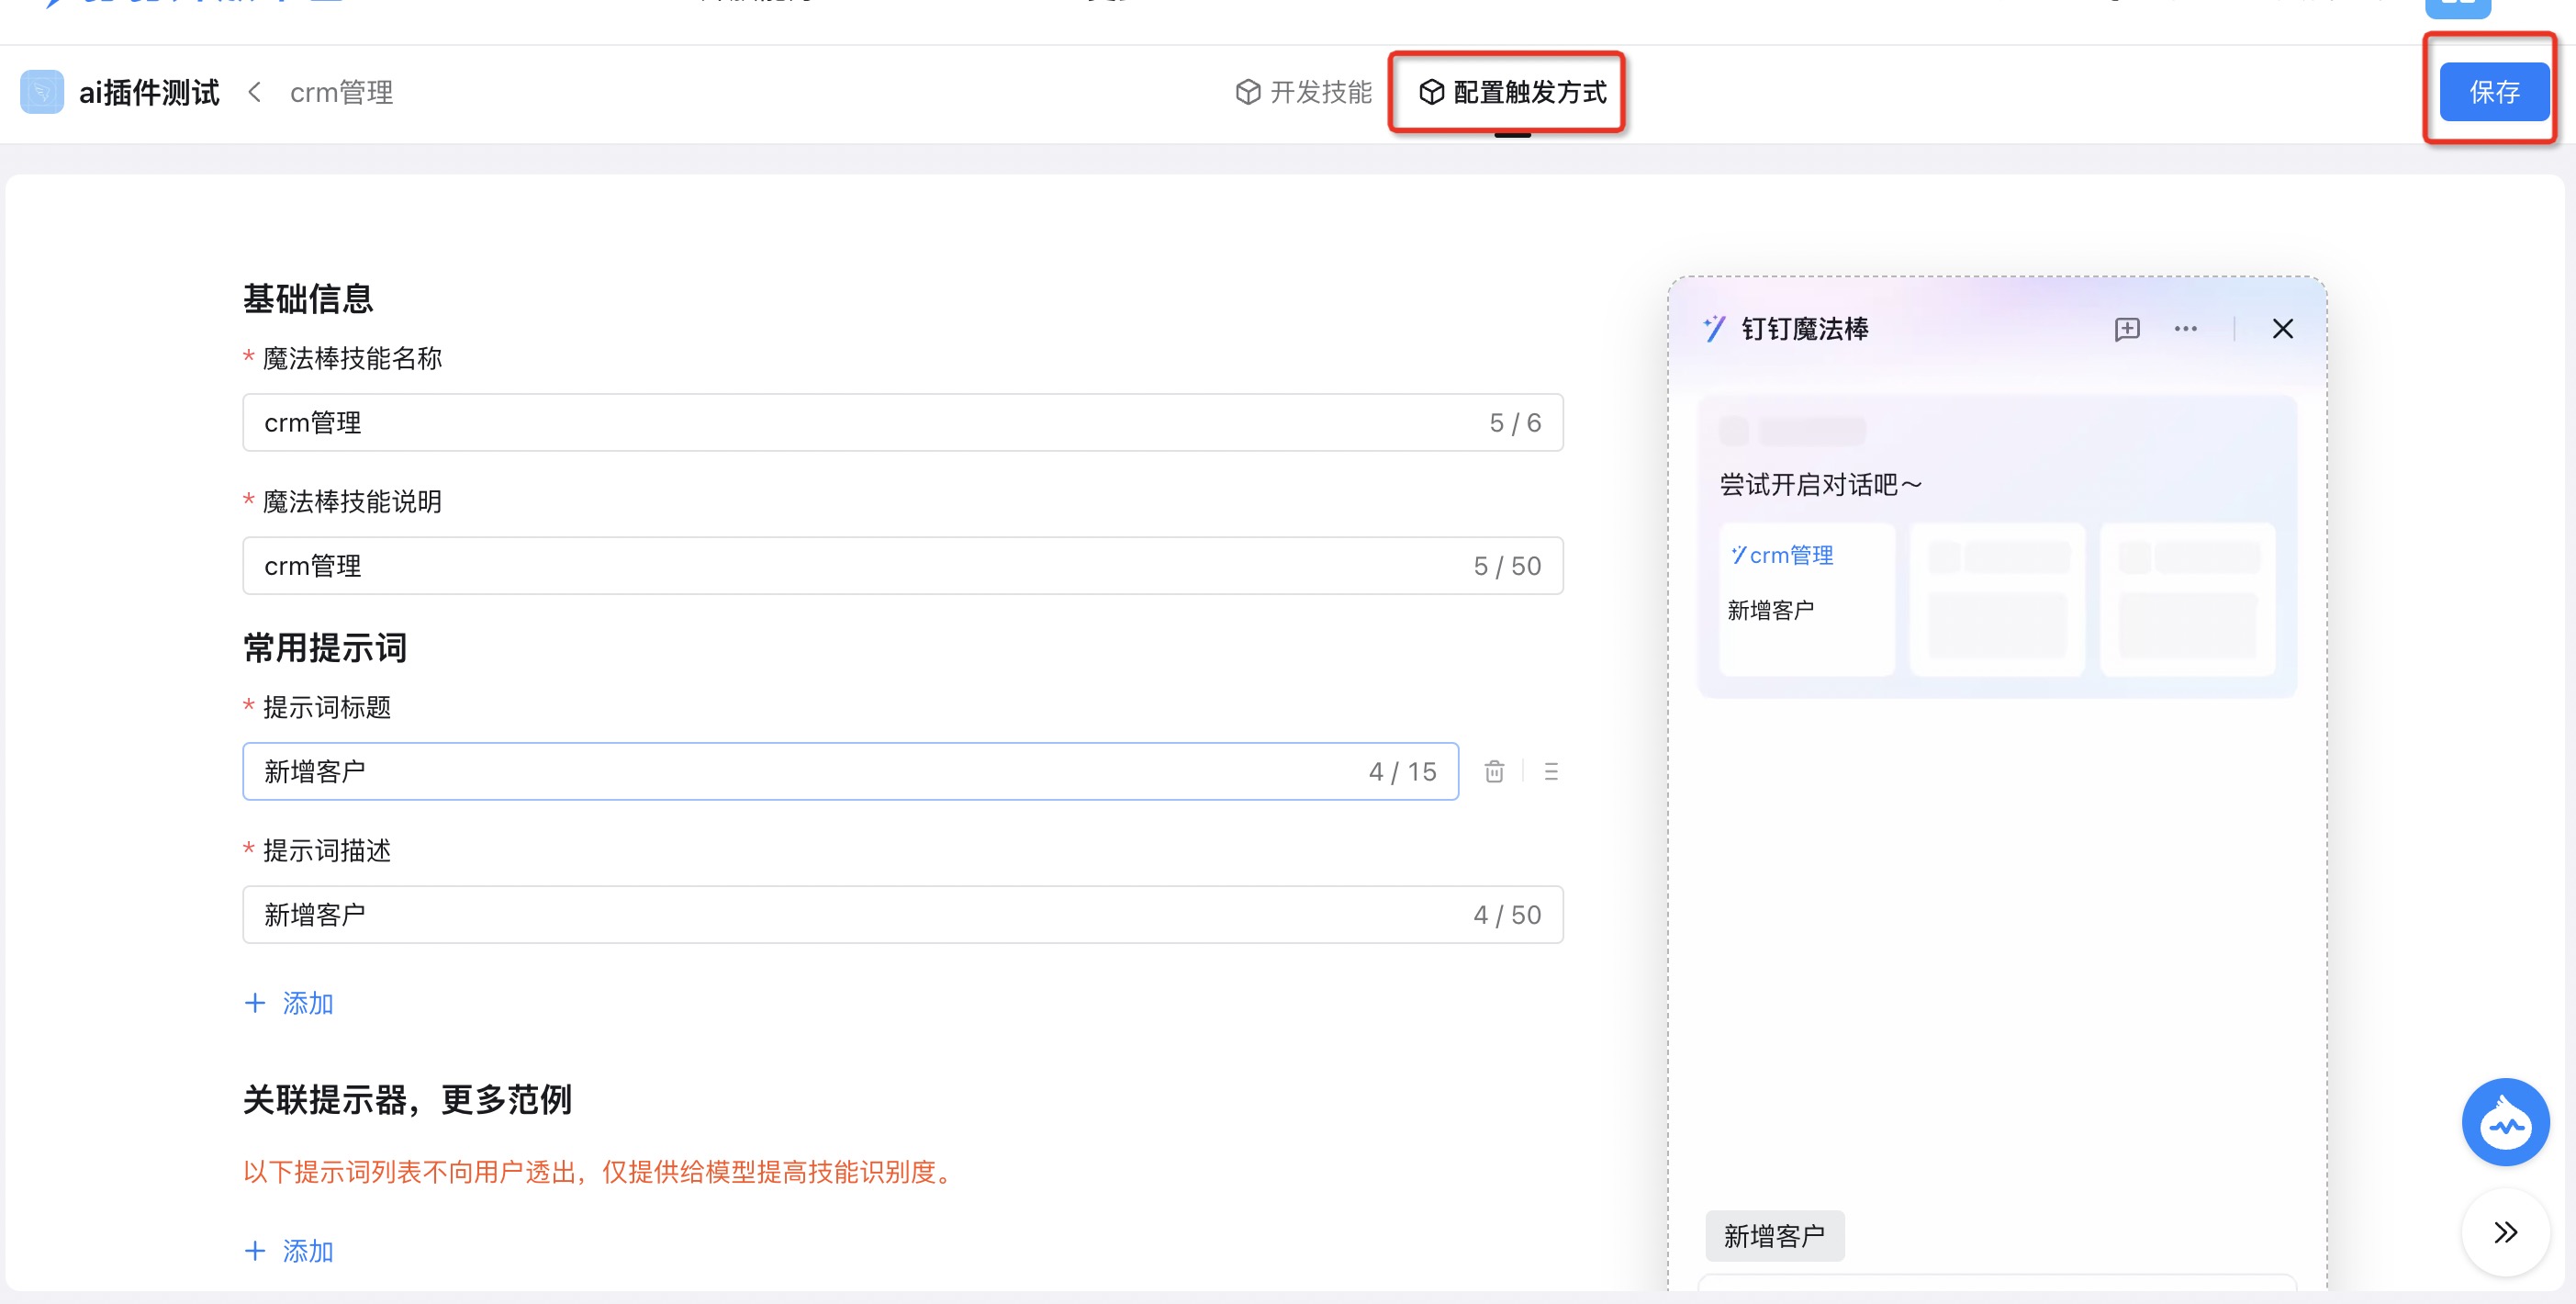 ai插件测试
crm管理
开发技能
配置触发方式
保存
基础信息
* 魔法棒技能名称
crm管理
5 / 6
* 魔法棒技能说明
crm管理
5 / 50
常用提示词
* 提示词标题
新增客户
4 / 15
* 提示词描述
新增客户
4 / 50
+ 添加
关联提示器，更多范例
以下提示词列表不向用户透出，仅提供给模型提高技能识别度。
+ 添加
钉钉魔法棒
尝试开启对话吧～
crm管理
新增客户
新增客户